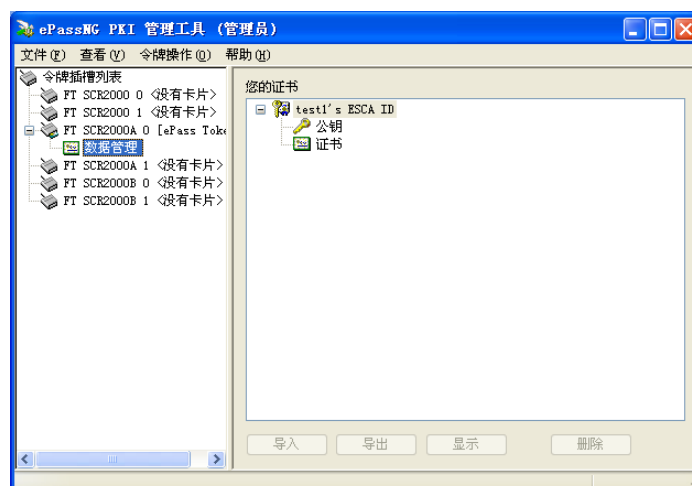 ePassNG PKI 管理工具 (管理员)
文件(F) 查看(V) 令牌操作(O) 帮助(H)
令牌插槽列表
FT SCR2000 0 <没有卡片>
FT SCR2000 1 <没有卡片>
FT SCR2000A 0 [ePass Toke
数据管理
FT SCR2000A 1 <没有卡片>
FT SCR2000B 0 <没有卡片>
FT SCR2000B 1 <没有卡片>
您的证书
test1's ESCA ID
公钥
证书
导入 导出 显示 删除